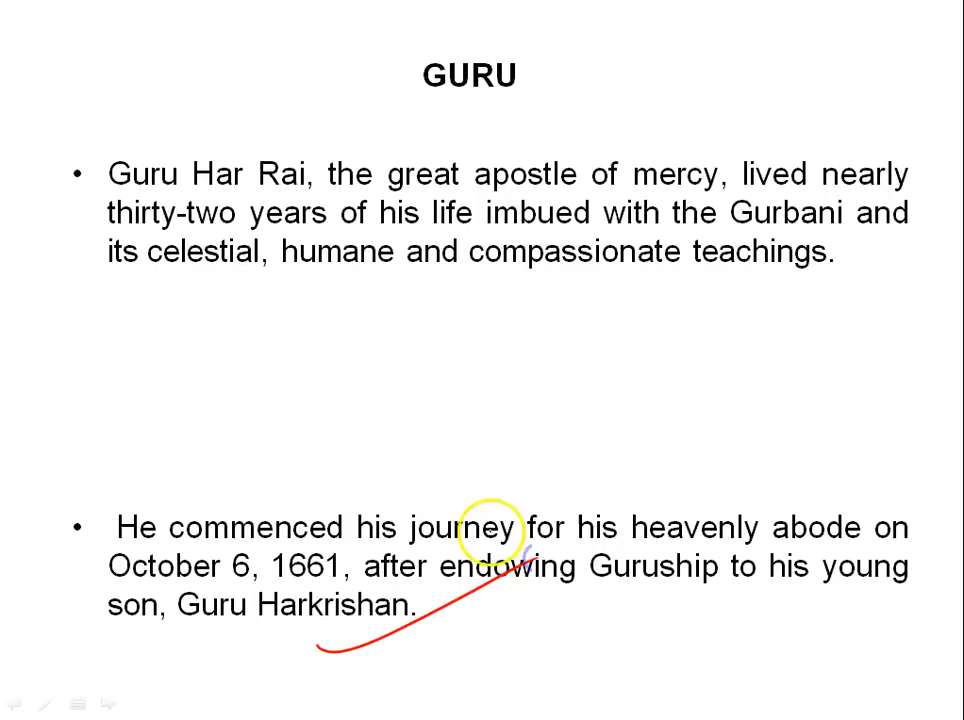 GURU
• Guru Har Rai, the great apostle of mercy, lived nearly
thirty-two years of his life imbued with the Gurbani and
its celestial, humane and compassionate teachings.
• He commenced his journey for his heavenly abode on
October 6, 1661, after endowing Guruship to his young
son, Guru Harkrishan.